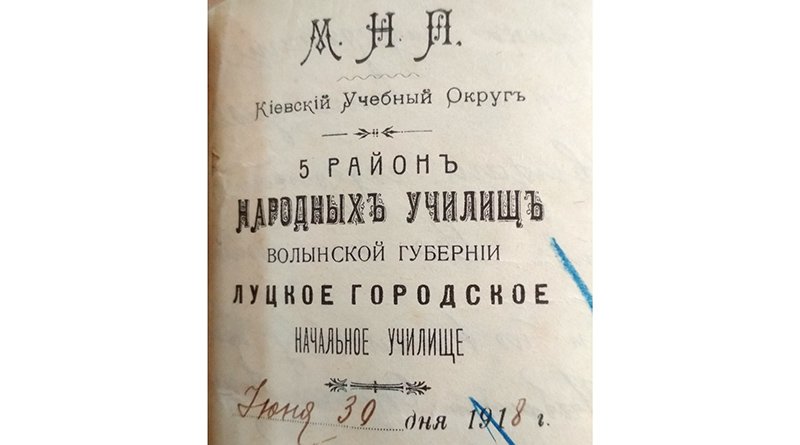 М. Н. П.
Кіевскій Учебный Округъ
5 РАЙОНЪ
НАРОДНЫХЪ УЧИЛИЩЪ
ВОЛЫНСКОЙ ГУБЕРНІИ
ЛУЦКОЕ ГОРОДСКОЕ
НАЧАЛЬНОЕ УЧИЛИЩЕ
Іюня 30 дня 1918 г.